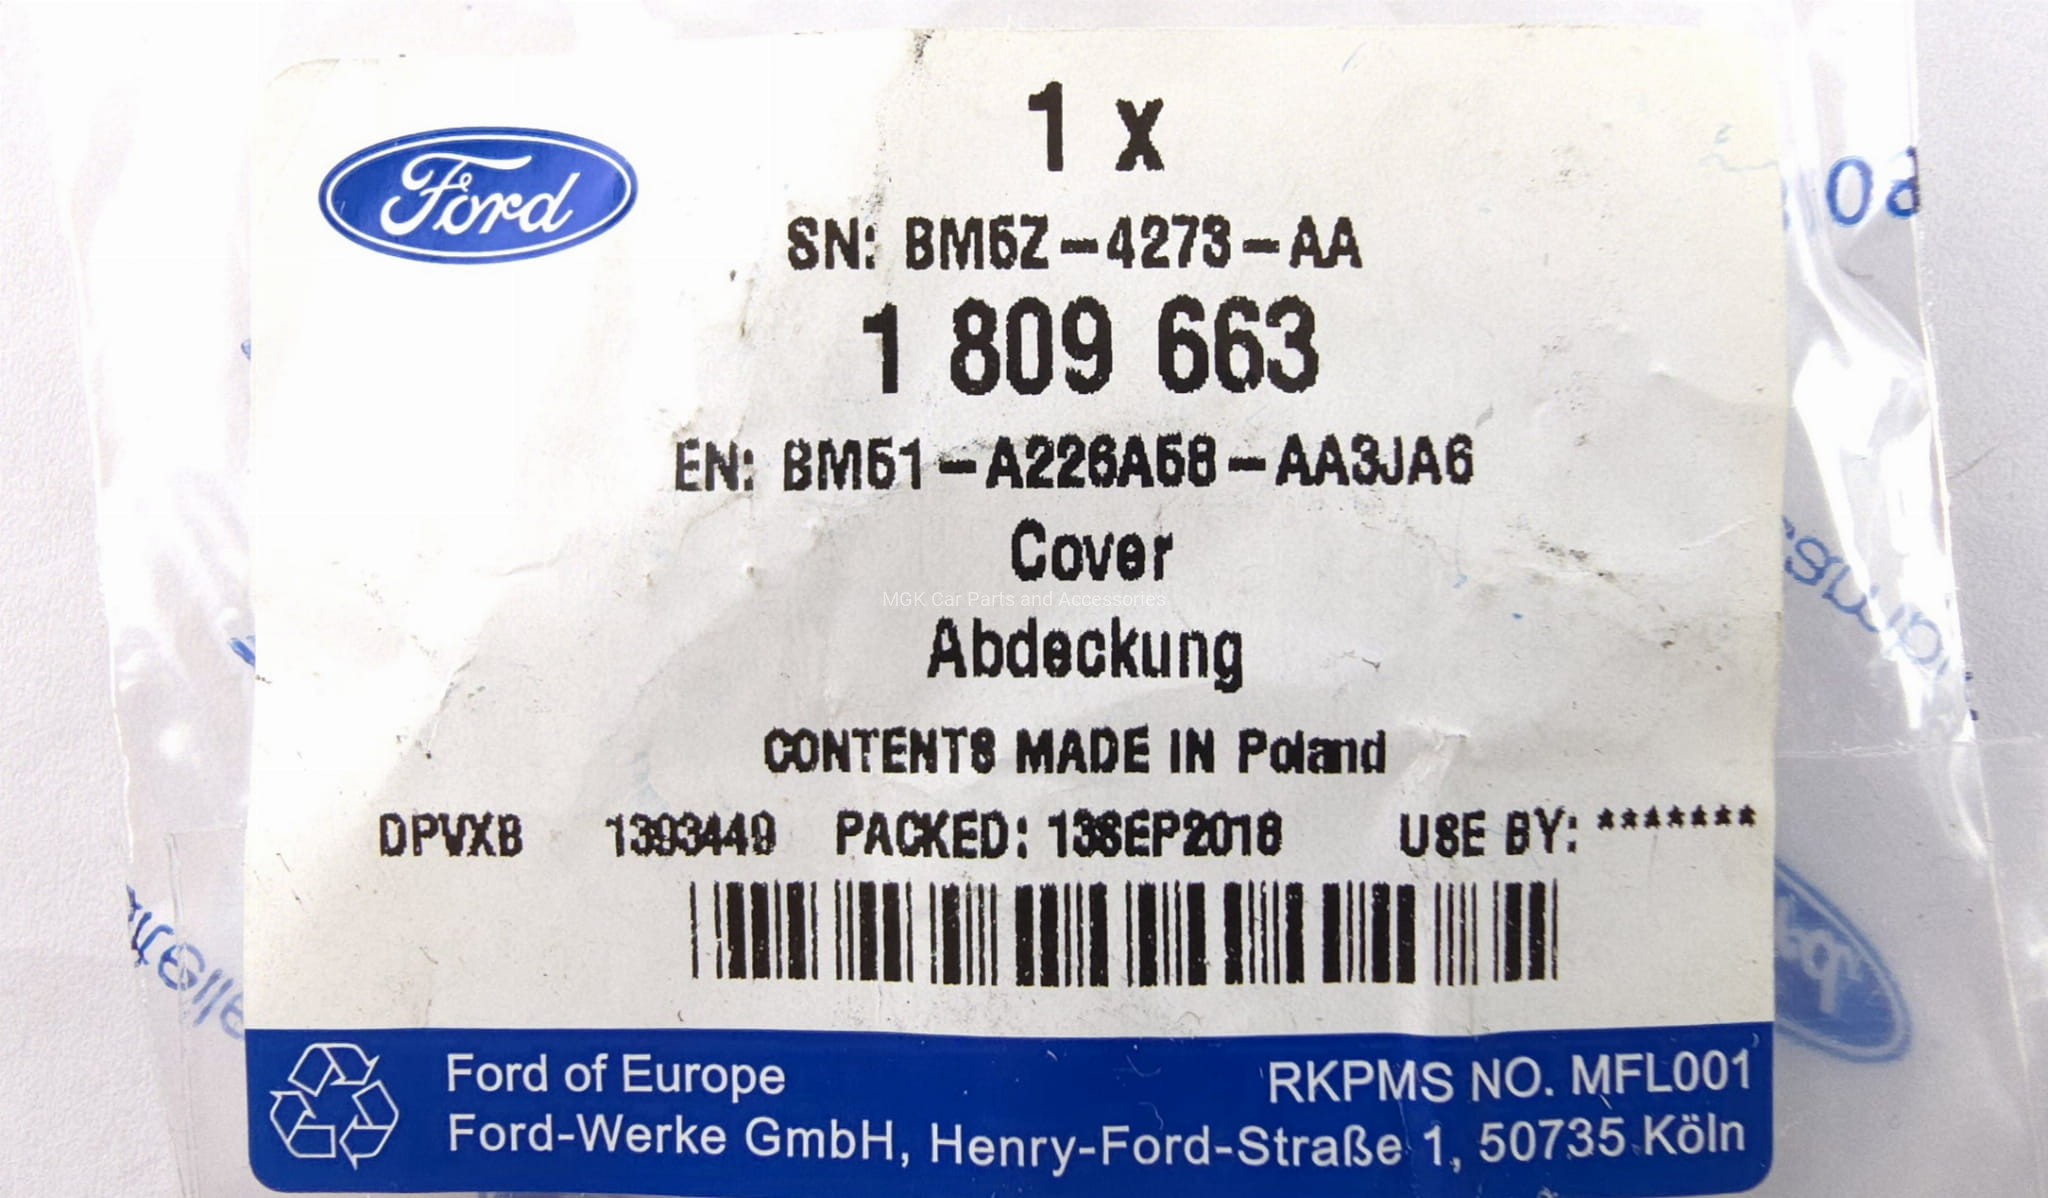 Ford
1 x
SN: BM5Z-4273-AA
1 809 663
EN: BM51-A226A58-AA3JA6
Cover
MGK Car Parts and Accessories
Abdeckung
CONTENTS MADE IN Poland
DPVXB 1393449 PACKED: 13SEP2018 USE BY: *******
Ford of Europe RKPMS NO. MFL001
Ford-Werke GmbH, Henry-Ford-Straße 1, 50735 Köln